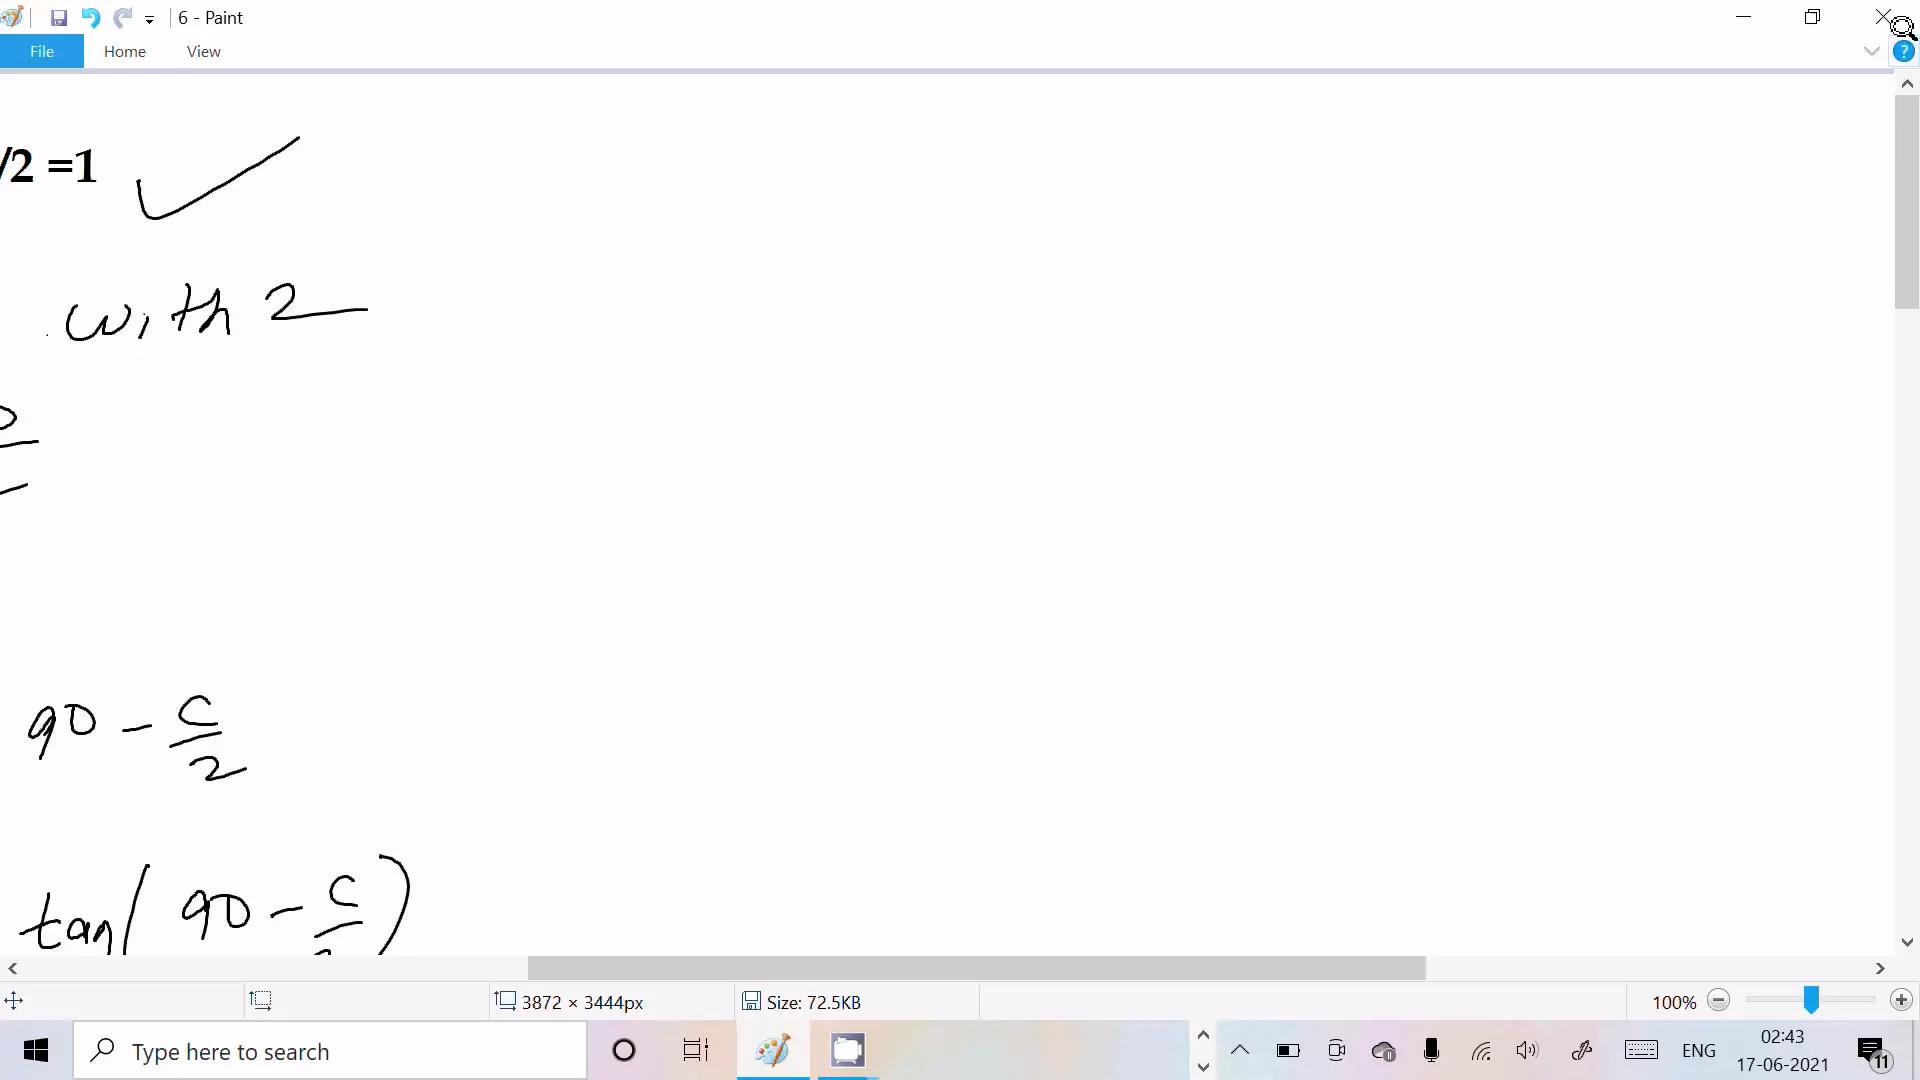 6 - Paint
File Home View
/2 =1
with 2
90 - c/2
tan( 90 - c/
3872 × 3444px Size: 72.5KB 100%
Type here to search ENG 02:43
17-06-2021 11